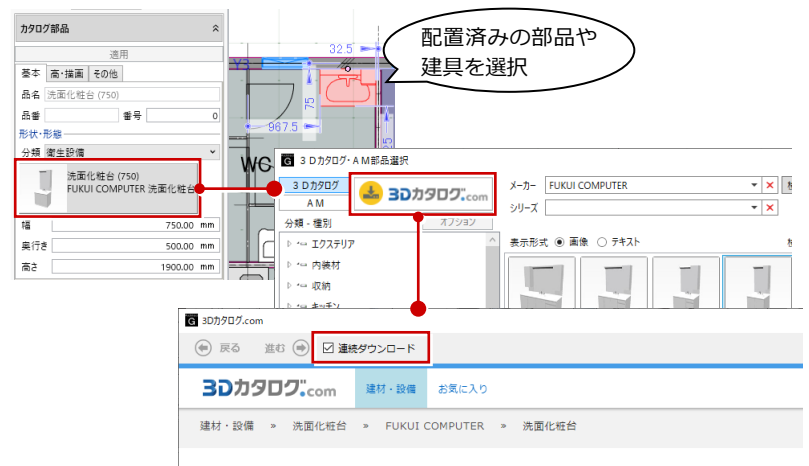 カタログ部品
適用
基本 高・描画 その他
品名 洗面化粧台 (750)
品番 番号 0
形状・形態
分類 衛生設備
洗面化粧台 (750)
FUKUI COMPUTER 洗面化粧台
幅 750.00 mm
奥行き 500.00 mm
高さ 1900.00 mm
Y3
32.5
75
967.5
WC
配置済みの部品や
建具を選択
3 Dカタログ・A M部品選択
3 Dカタログ
A M
3Dカタログ.com
分類 - 種別
オプション
エクステリア
内装材
収納
キッチン
メーカー FUKUI COMPUTER
シリーズ
表示形式 画像 テキスト
3Dカタログ.com
戻る 進む 連続ダウンロード
3Dカタログ.com 建材・設備 お気に入り
建材・設備 » 洗面化粧台 » FUKUI COMPUTER » 洗面化粧台